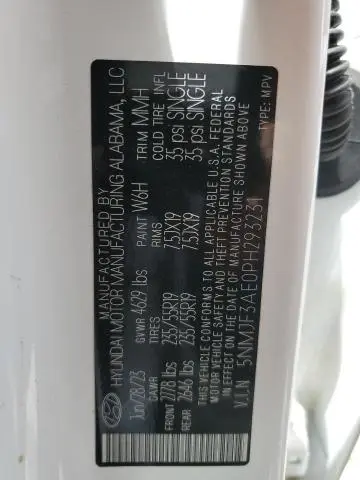 MANUFACTURED BY
HYUNDAI MOTOR MANUFACTURING ALABAMA, LLC
Jun/28/23 GVWR 4629 lbs PAINT W6H TRIM MMH
GAWR TIRES RIMS COLD TIRE INFL
FRONT 2778 lbs 235/55R19 7.5JX19 35 psi SINGLE
REAR 2646 lbs 235/55R19 7.5JX19 35 psi SINGLE
THIS VEHICLE CONFORMS TO ALL APPLICABLE U.S.A. FEDERAL
MOTOR VEHICLE SAFETY AND THEFT PREVENTION STANDARDS
IN EFFECT ON THE DATE OF MANUFACTURE SHOWN ABOVE
V.I.N 5NMJF3AE0PH293231 TYPE: MPV